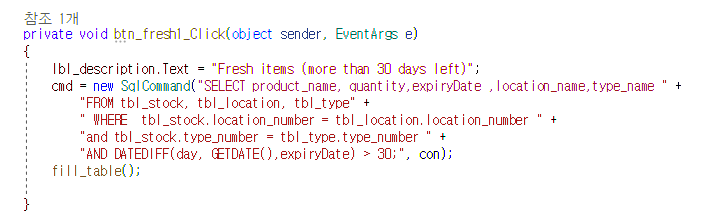 참조 1개
private void btn_fresh1_Click(object sender, EventArgs e)
{
lbl_description.Text = "Fresh items (more than 30 days left)";
cmd = new SqlCommand("SELECT product_name, quantity,expiryDate ,location_name,type_name " +
"FROM tbl_stock, tbl_location, tbl_type" +
" WHERE  tbl_stock.location_number = tbl_location.location_number " +
"and tbl_stock.type_number = tbl_type.type_number " +
"AND DATEDIFF(day, GETDATE(),expiryDate) > 30;", con);
fill_table();
}